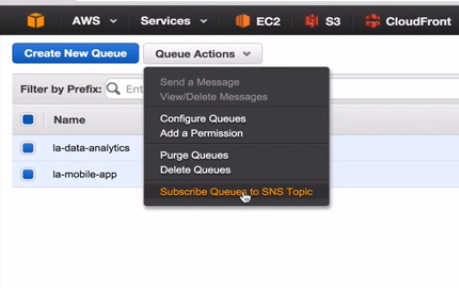 AWS Services EC2 S3 CloudFront
Create New Queue Queue Actions
Filter by Prefix: Ent
Send a Message
View/Delete Messages
Configure Queues
Add a Permission
Purge Queues
Delete Queues
Subscribe Queues to SNS Topic
Name
la-data-analytics
la-mobile-app